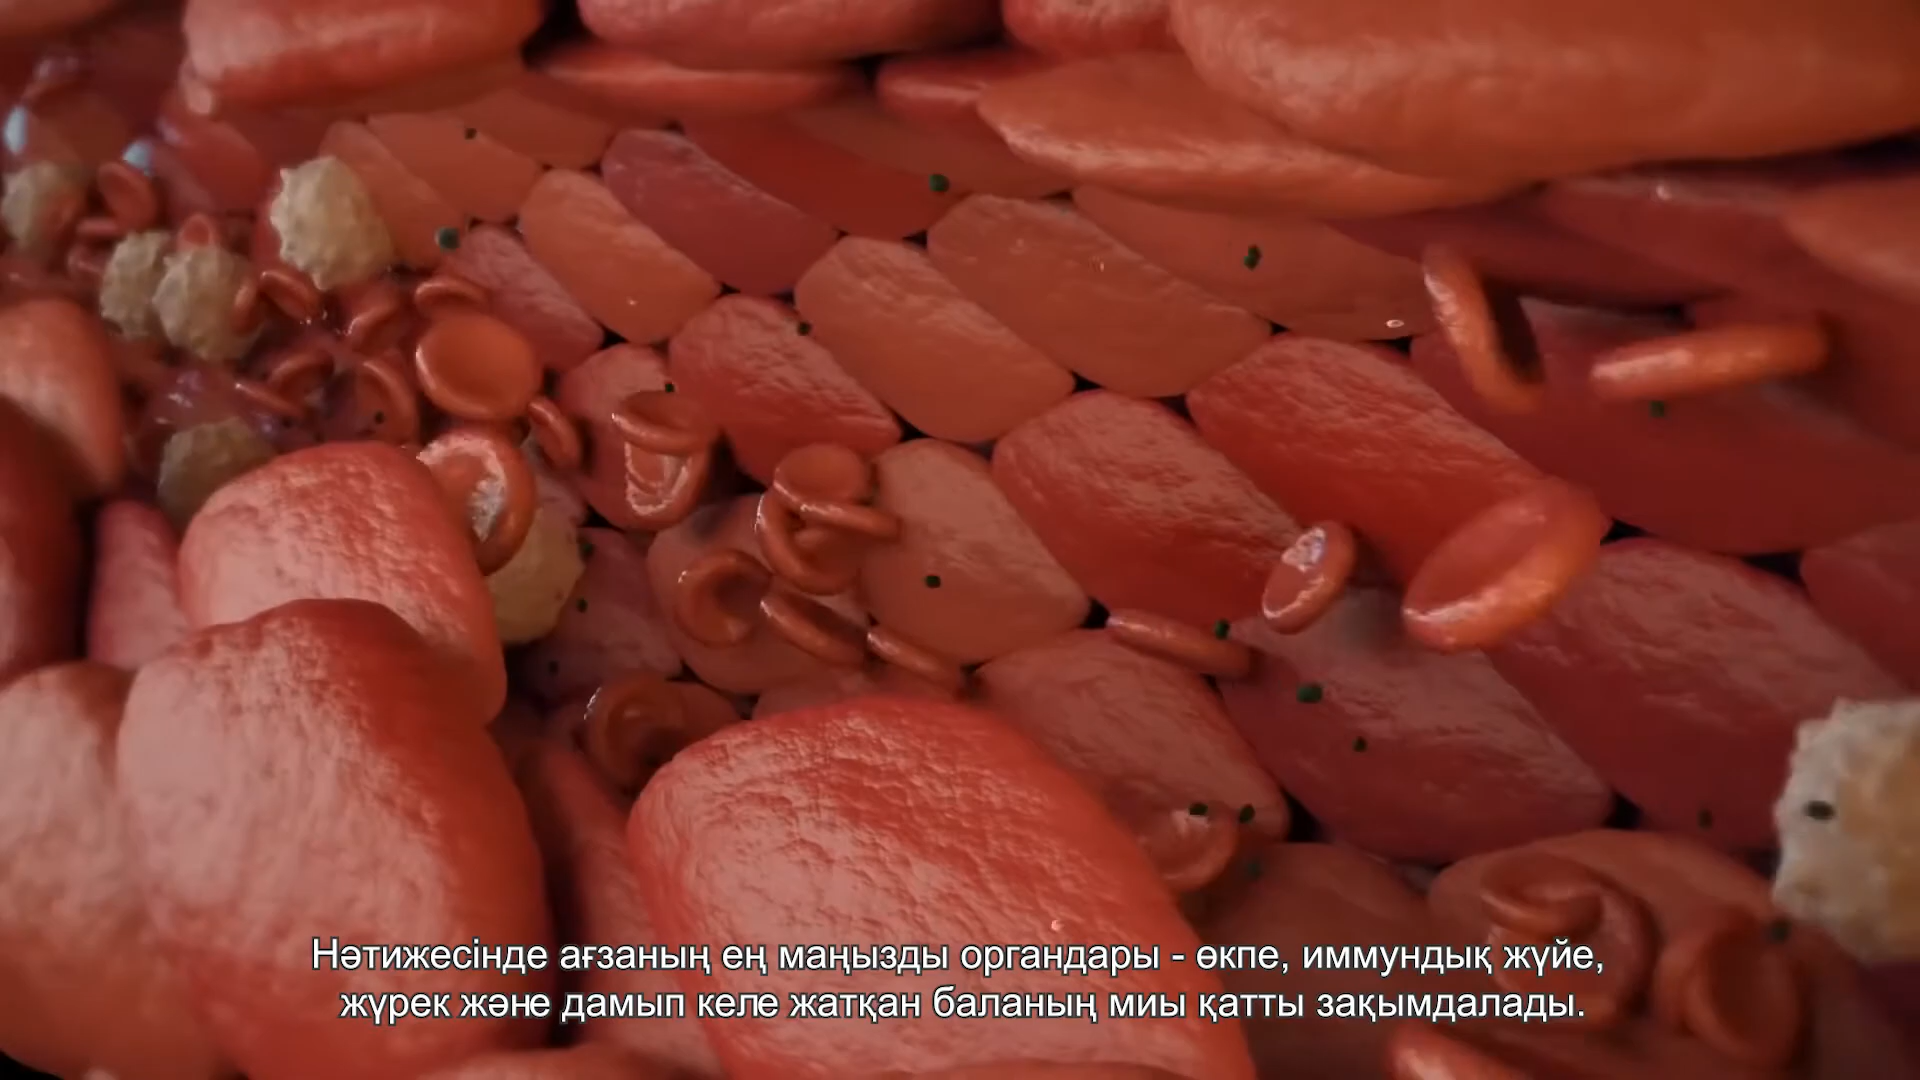 Нәтижесінде ағзаның ең маңызды органдары - өкпе, иммундық жүйе,
жүрек және дамып келе жатқан баланың миы қатты зақымдалады.